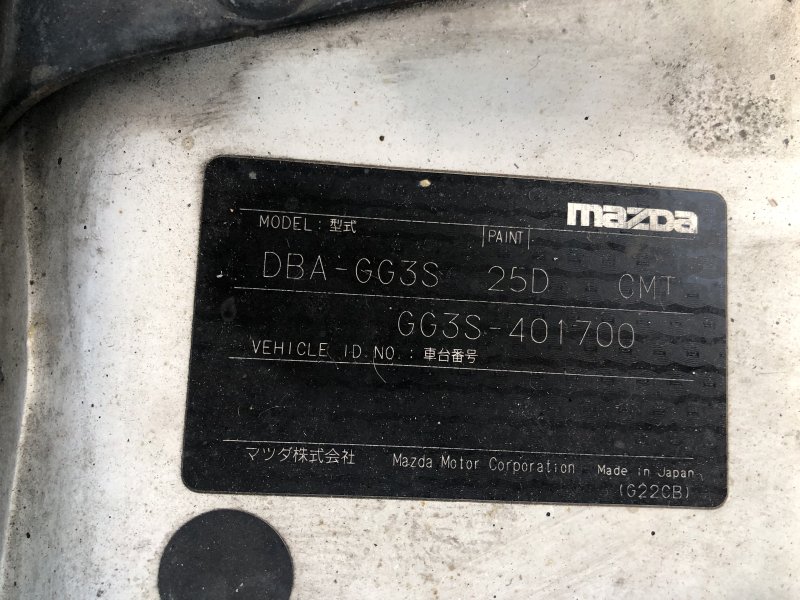 mazda
MODEL : 型式 |PAINT|
DBA-GG3S 25D CMT
GG3S-401700
VEHICLE ID.NO. : 車台番号
マツダ株式会社 Mazda Motor Corporation Made in Japan
(G22CB)